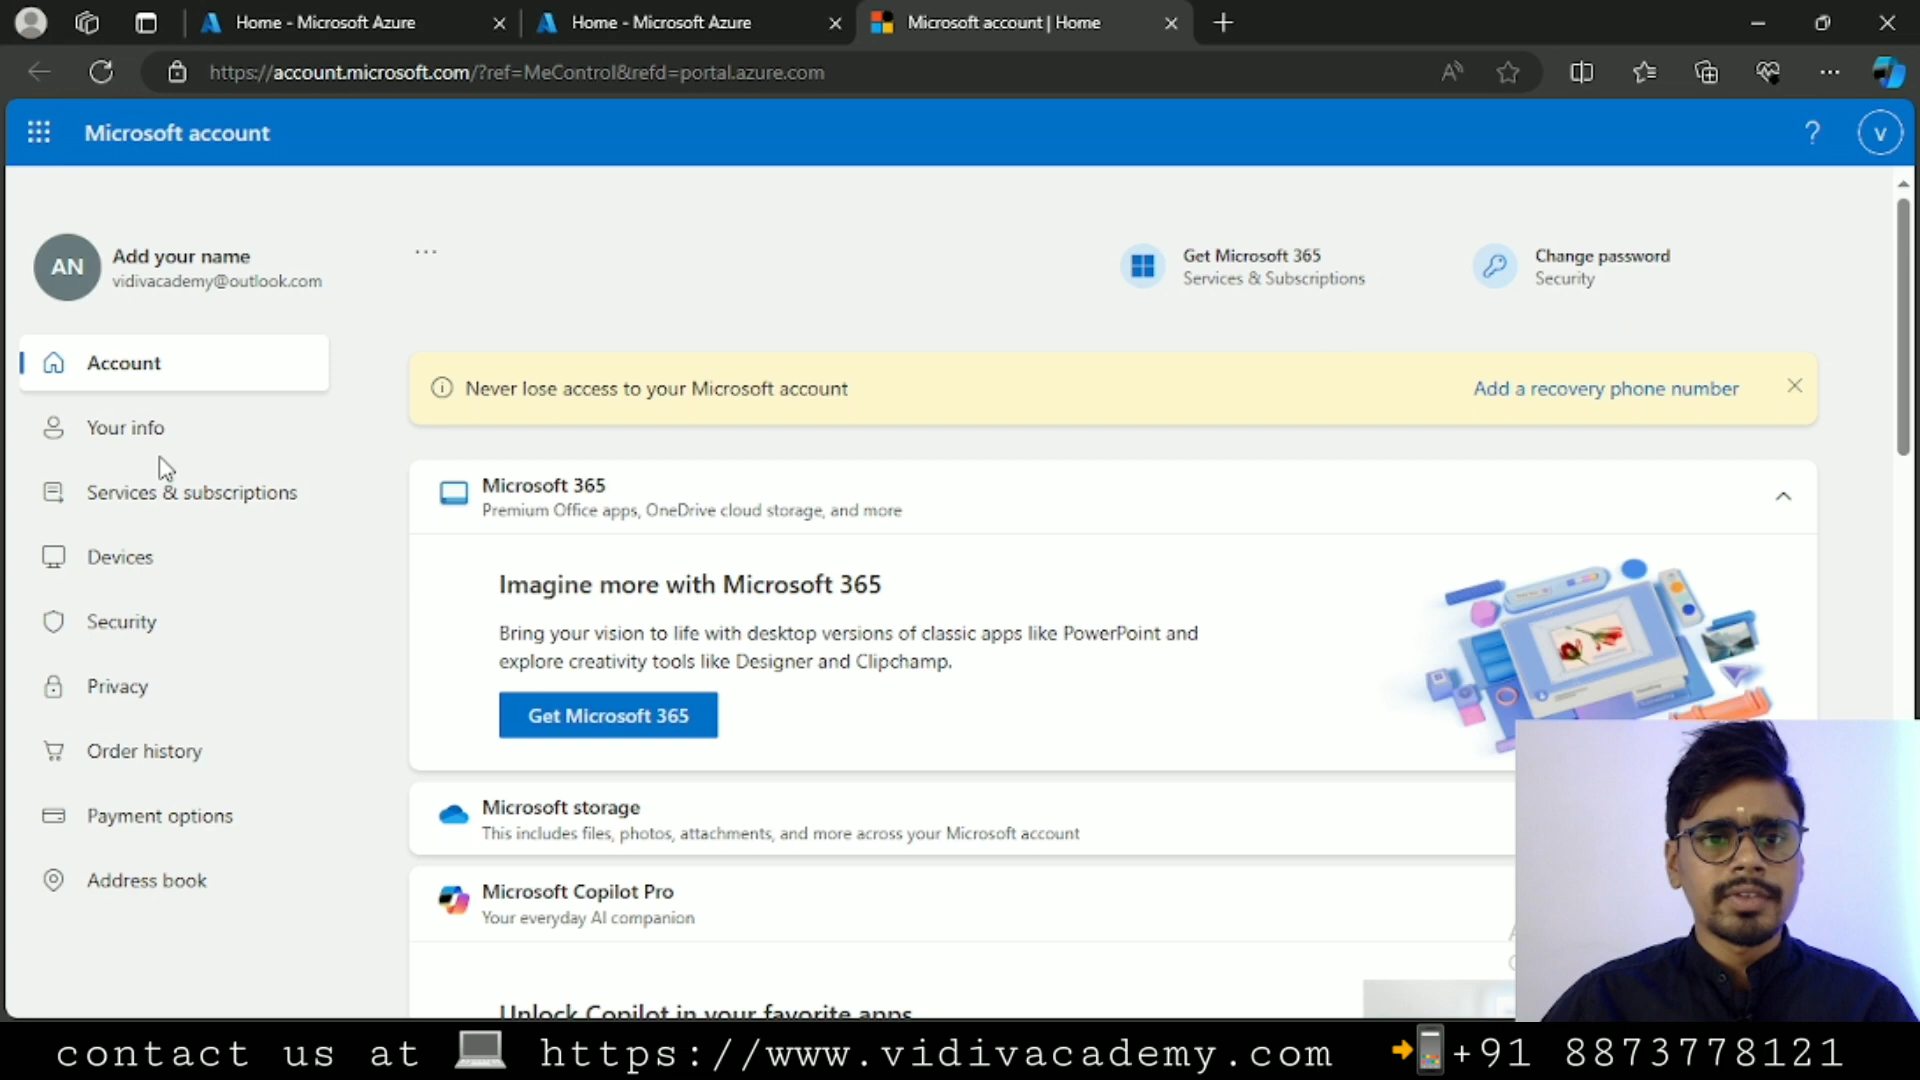 Home - Microsoft Azure
Home - Microsoft Azure
Microsoft account | Home
https://account.microsoft.com/?ref=MeControl&refd=portal.azure.com
Microsoft account
?
V
AN
Add your name
vidivacademy@outlook.com
Get Microsoft 365
Services & Subscriptions
Change password
Security
Account
Your info
Services & subscriptions
Devices
Security
Privacy
Order history
Payment options
Address book
Never lose access to your Microsoft account
Add a recovery phone number
Microsoft 365
Premium Office apps, OneDrive cloud storage, and more
Imagine more with Microsoft 365
Bring your vision to life with desktop versions of classic apps like PowerPoint and
explore creativity tools like Designer and Clipchamp.
Get Microsoft 365
Microsoft storage
This includes files, photos, attachments, and more across your Microsoft account
Microsoft Copilot Pro
Your everyday AI companion
Unlock Copilot in your favorite apps
contact us at https://www.vidivacademy.com +91 8873778121